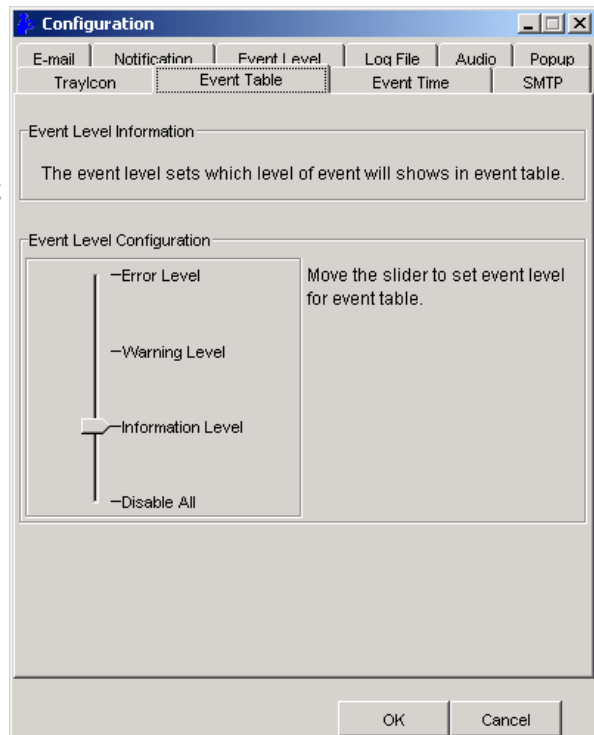 Configuration
E-mail Notification Event Level Log File Audio Popup
TrayIcon Event Table Event Time SMTP
Event Level Information
The event level sets which level of event will shows in event table.
Event Level Configuration
Error Level
Move the slider to set event level
for event table.
Warning Level
Information Level
Disable All
OK Cancel